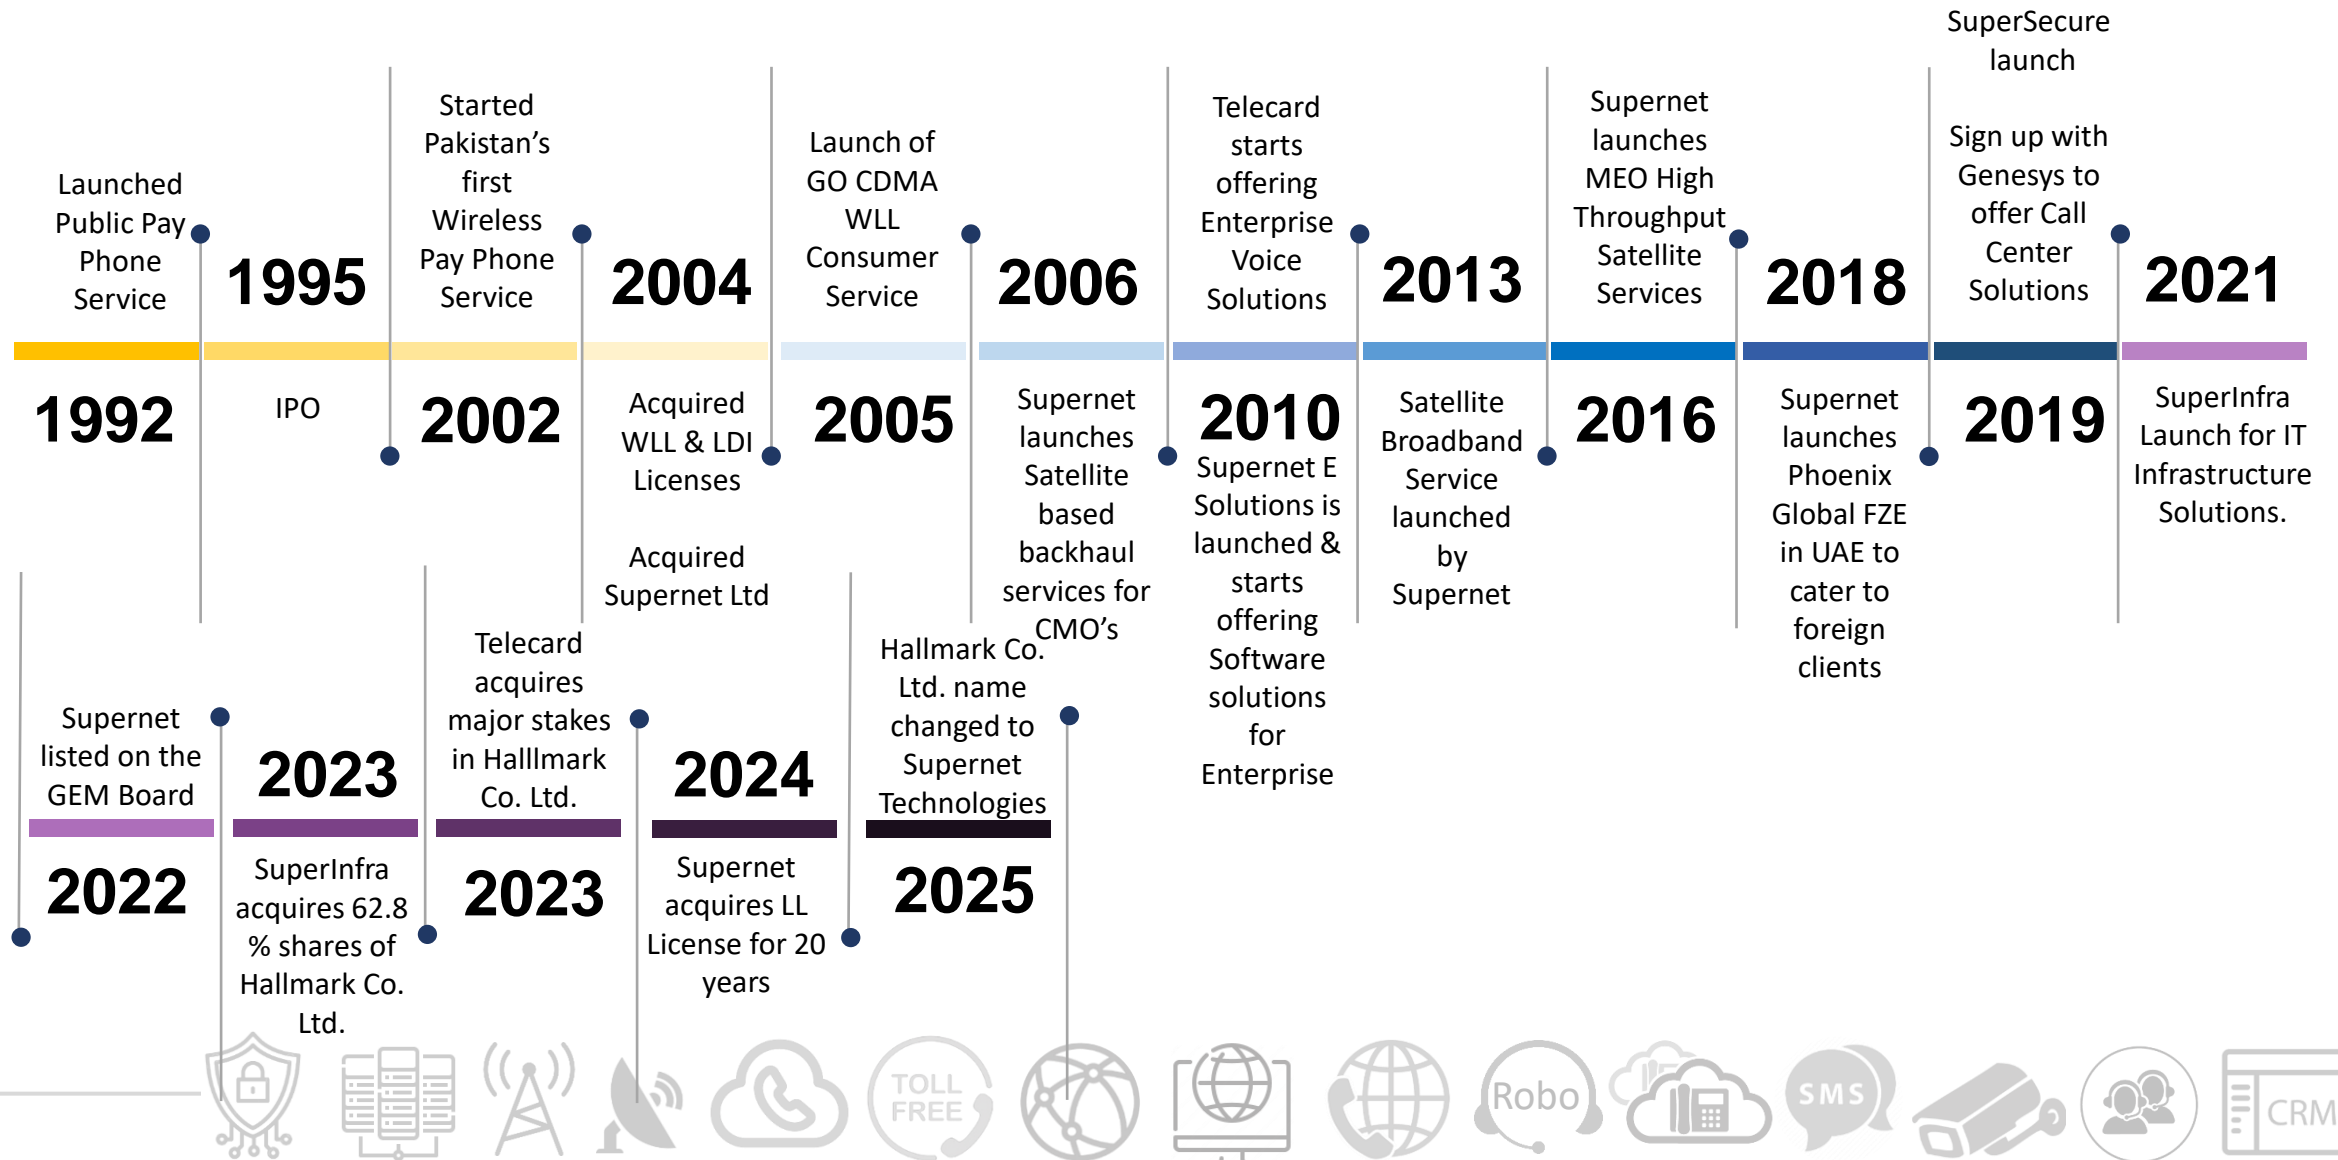 Launched
Public Pay
Phone
Service
1992
1995
IPO
Started
Pakistan’s
first
Wireless
Pay Phone
Service
2002
2004
Acquired
WLL & LDI
Licenses
Acquired
Supernet Ltd
Launch of
GO CDMA
WLL
Consumer
Service
2005
2006
Supernet
launches
Satellite
based
backhaul
services for
CMO’s
Telecard
starts
offering
Enterprise
Voice
Solutions
2010
Supernet E
Solutions is
launched &
starts
offering
Software
solutions
for
Enterprise
2013
Satellite
Broadband
Service
launched
by
Supernet
Supernet
launches
MEO High
Throughput
Satellite
Services
2016
2018
Supernet
launches
Phoenix
Global FZE
in UAE to
cater to
foreign
clients
SuperSecure
launch
Sign up with
Genesys to
offer Call
Center
Solutions
2019
2021
SuperInfra
Launch for IT
Infrastructure
Solutions.
Supernet
listed on the
GEM Board
2022
2023
SuperInfra
acquires 62.8
% shares of
Hallmark Co.
Ltd.
Telecard
acquires
major stakes
in Halllmark
Co. Ltd.
2023
2024
Supernet
acquires LL
License for 20
years
Hallmark Co.
Ltd. name
changed to
Supernet
Technologies
2025
TOLL
FREE
Robo
SMS
CRM